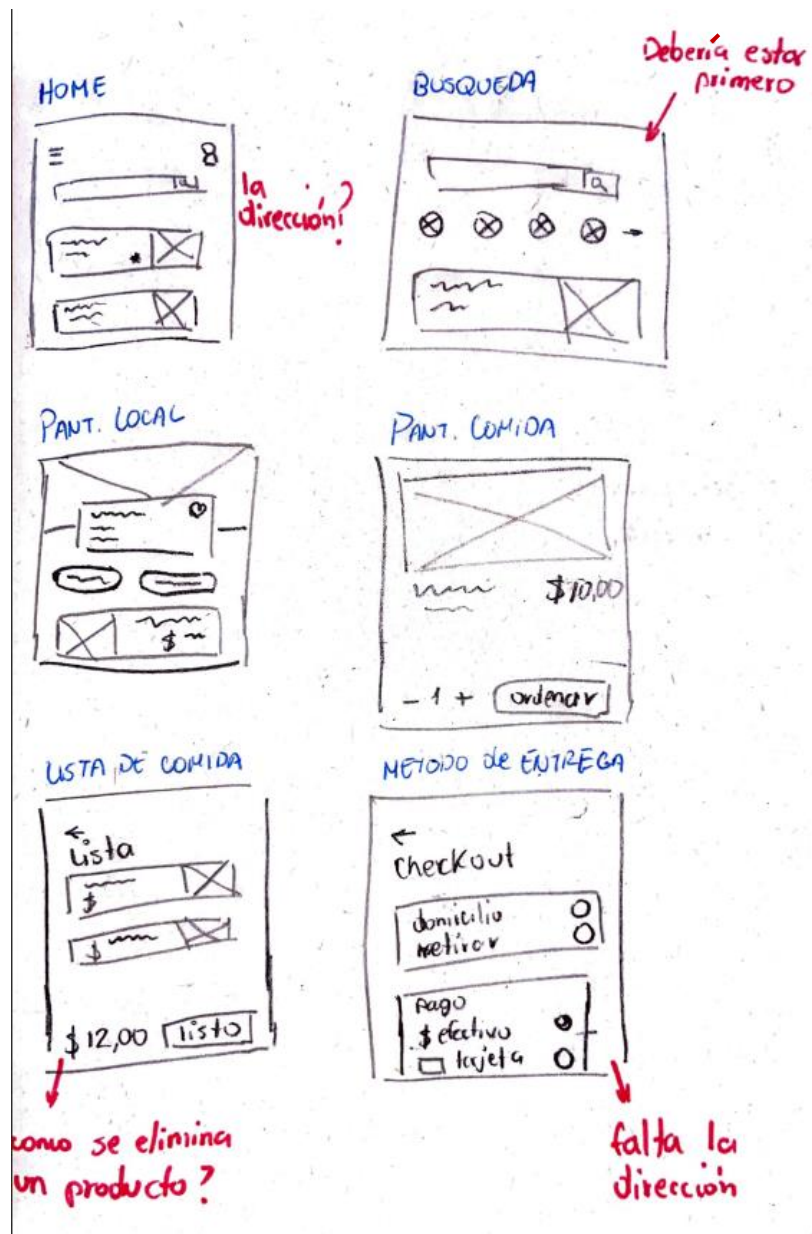 HOME
la
dirección?
BUSQUEDA
Debería estar
primero
PANT. LOCAL
$
PANT. COMIDA
$10,00
- 1 + ordenar
LISTA DE COMIDA
←
Lista
$
$
$12,00 listo
como se elimina
un producto?
METODO de ENTREGA
←
Checkout
domicilio
retirar
pago
$ efectivo
tarjeta
falta la
dirección